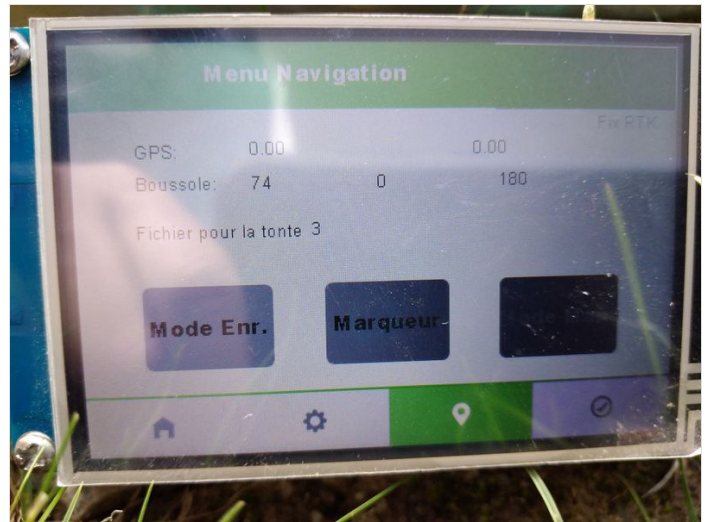 Menu Navigation
Fix RTK
GPS: 0.00 0.00
Boussole: 74 0 180
Fichier pour la tonte 3
Mode Enr. Marqueur